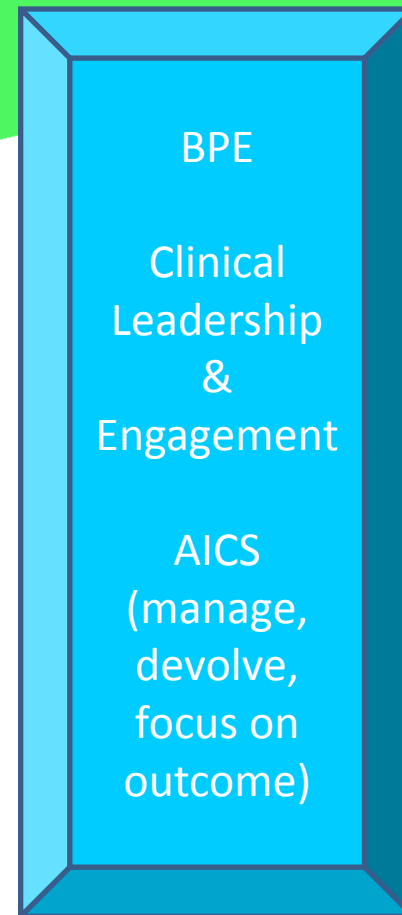 BPE
Clinical
Leadership
&
Engagement
AICS
(manage,
devolve,
focus on
outcome)